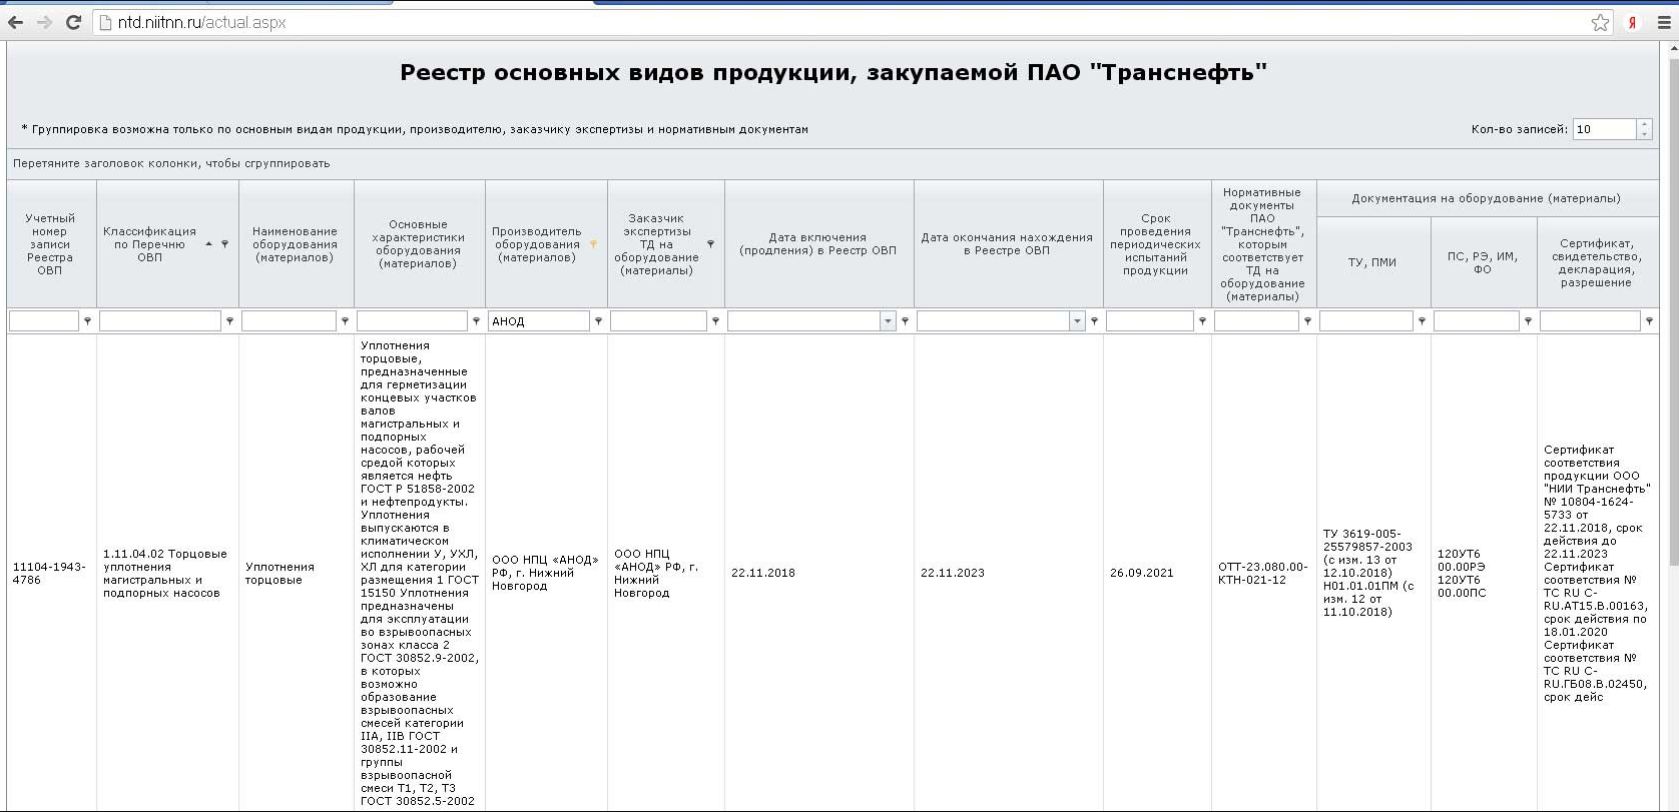 ntd.niitnn.ru/actual.aspx
Я
Реестр основных видов продукции, закупаемой ПАО "Транснефть"
* Группировка возможна только по основным видам продукции, производителю, заказчику экспертизы и нормативным документам
Кол-во записей: 10
Перетяните заголовок колонки, чтобы сгруппировать
Учетный
номер
записи
Реестра
ОВП
Классификация
по Перечню
ОВП
Наименование
оборудования
(материалов)
Основные
характеристики
оборудования
(материалов)
Производитель
оборудования
(материалов)
Заказчик
экспертизы
ТД на
оборудование
(материалы)
Дата включения
(продления) в Реестр ОВП
Дата окончания нахождения
в Реестре ОВП
Срок
проведения
периодических
испытаний
продукции
Нормативные
документы
ПАО
"Транснефть",
которым
соответствует
ТД на
оборудование
(материалы)
Документация на оборудование (материалы)
ТУ, ПМИ
ПС, РЭ, ИМ,
ФО
Сертификат,
свидетельство,
декларация,
разрешение
АНОД
11104-1943-
4786
1.11.04.02 Торцовые
уплотнения
магистральных и
подпорных насосов
Уплотнения
торцовые
Уплотнения
торцовые,
предназначенные
для герметизации
концевых участков
валов
магистральных и
подпорных
насосов, рабочей
средой которых
является нефть
ГОСТ Р 51858-2002
и нефтепродукты.
Уплотнения
выпускаются в
климатическом
исполнении У, УХЛ,
ХЛ для категории
размещения 1 ГОСТ
15150 Уплотнения
предназначены
для эксплуатации
во взрывоопасных
зонах класса 2
ГОСТ 30852.9-2002,
в которых
возможно
образование
взрывоопасных
смесей категории
IIA, IIB ГОСТ
30852.11-2002 и
группы
взрывоопасной
смеси Т1, Т2, Т3
ГОСТ 30852.5-2002
ООО НПЦ «АНОД»
РФ, г. Нижний
Новгород
ООО НПЦ
«АНОД» РФ, г.
Нижний
Новгород
22.11.2018
22.11.2023
26.09.2021
ОТТ-23.080.00-
КТН-021-12
ТУ 3619-005-
25579857-2003
(с изм. 13 от
12.10.2018)
Н01.01.01ПМ (с
изм. 12 от
11.10.2018)
120УТ6
00.00РЭ
120УТ6
00.00ПС
Сертификат
соответствия
продукции ООО
"НИИ Транснефть"
№ 10804-1624-
5733 от
22.11.2018, срок
действия до
22.11.2023
Сертификат
соответствия №
ТС RU С-
RU.АТ15.В.00163,
срок действия по
18.01.2020
Сертификат
соответствия №
ТС RU С-
RU.ГБ08.В.02450,
срок дейс